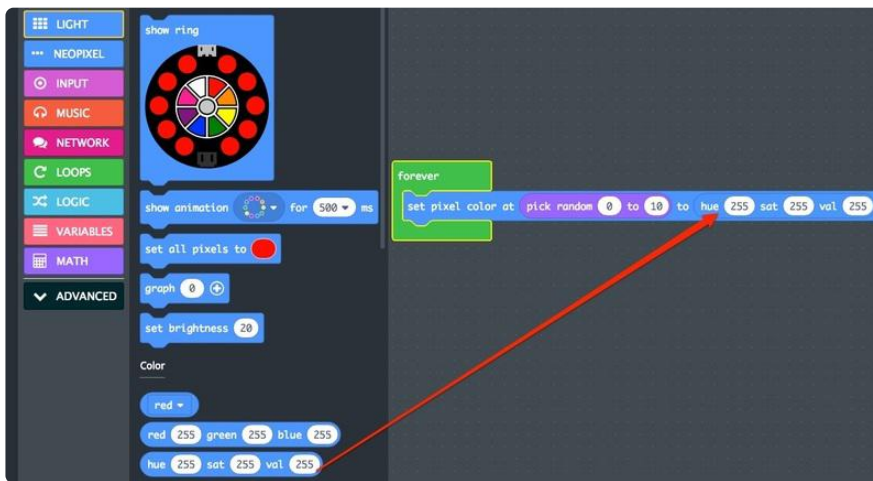 LIGHT
NEOPIXEL
INPUT
MUSIC
NETWORK
LOOPS
LOGIC
VARIABLES
MATH
ADVANCED
show ring
show animation for 500 ms
set all pixels to
graph 0
set brightness 20
Color
red
red 255 green 255 blue 255
hue 255 sat 255 val 255
forever
set pixel color at pick random 0 to 10 to hue 255 sat 255 val 255